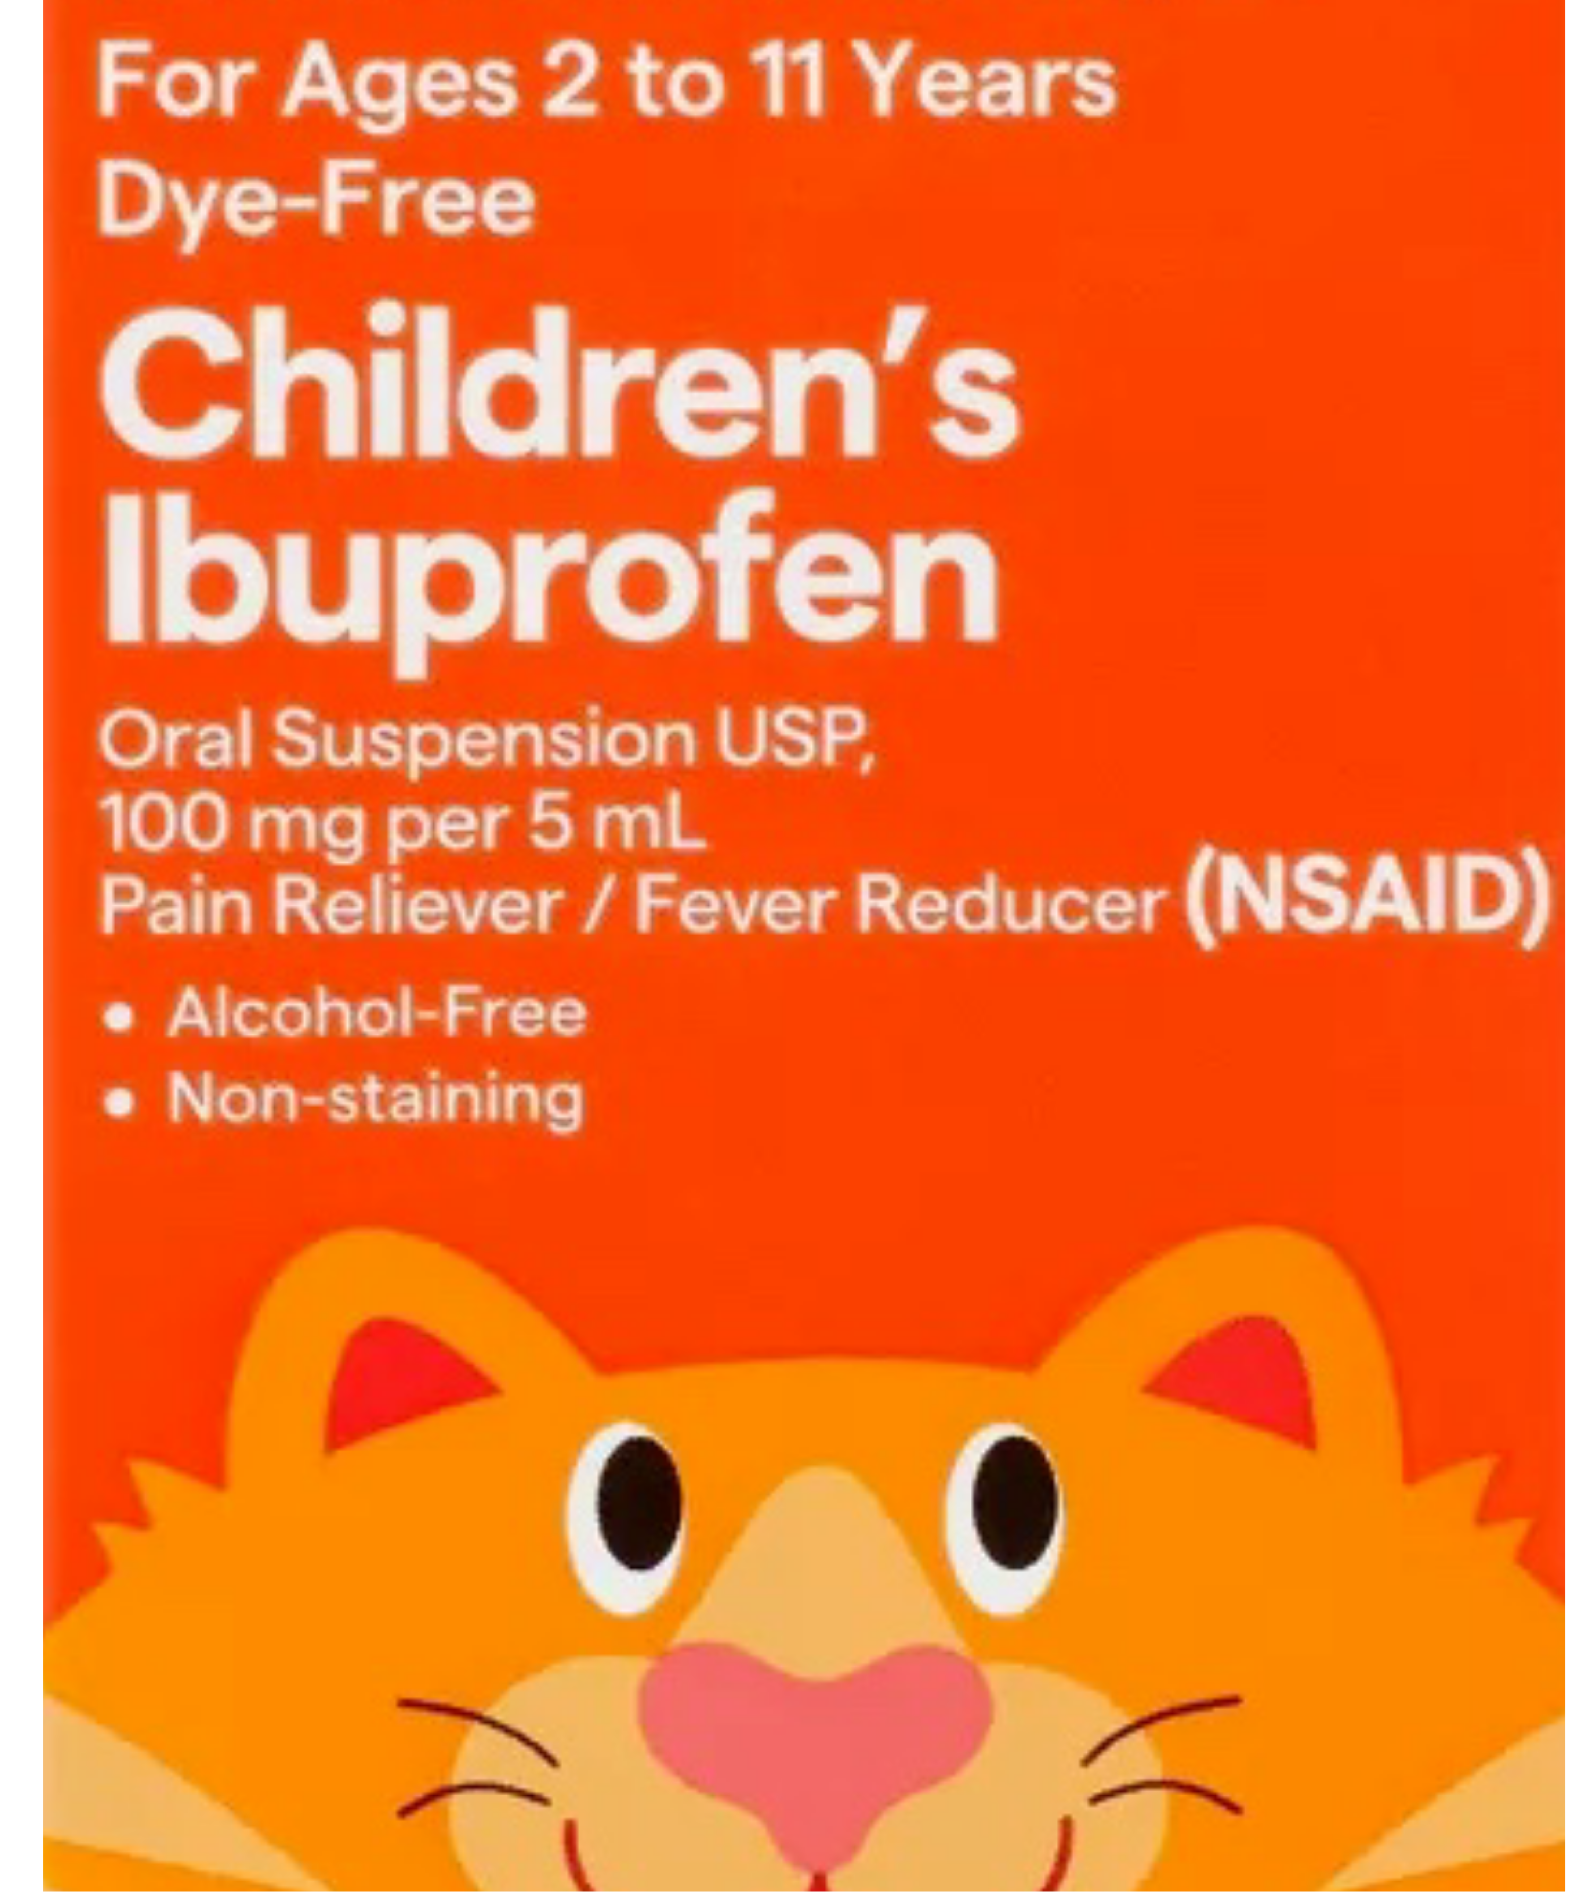 For Ages 2 to 11 Years
Dye-Free
Children’s
Ibuprofen
Oral Suspension USP,
100 mg per 5 mL
Pain Reliever / Fever Reducer (NSAID)
• Alcohol-Free
• Non-staining